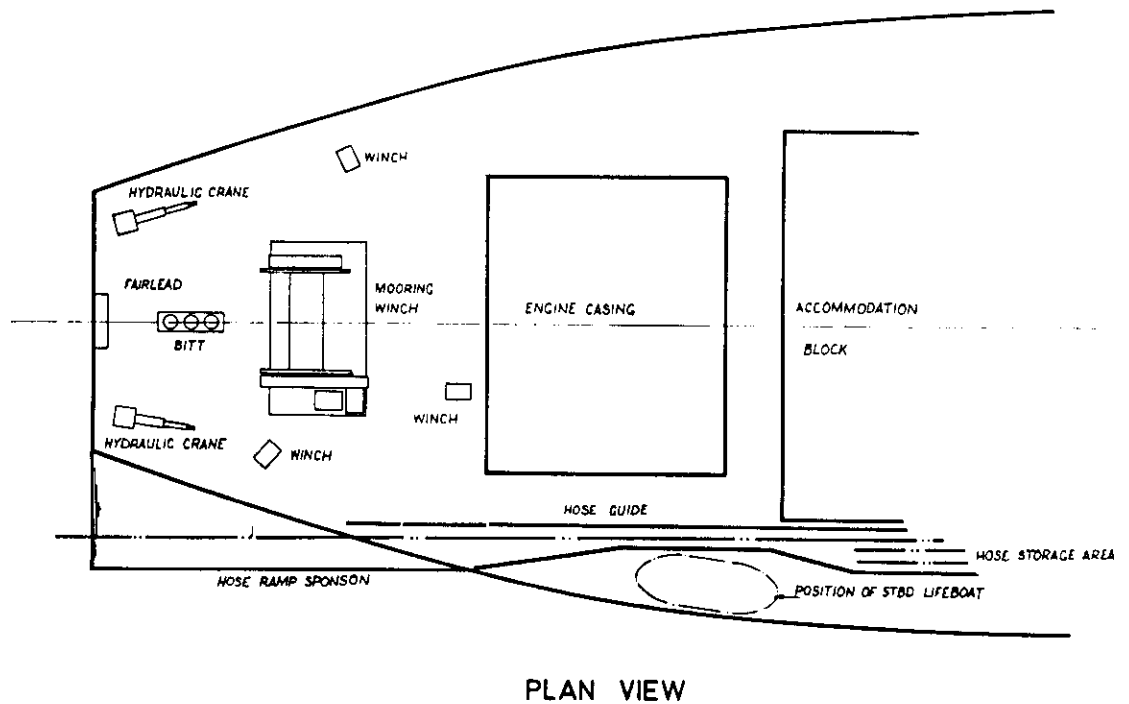 WINCH
HYDRAULIC CRANE
FAIRLEAD
MOORING
WINCH
BITT
ENGINE CASING
ACCOMMODATION
BLOCK
WINCH
HYDRAULIC CRANE
WINCH
HOSE GUIDE
HOSE STORAGE AREA
HOSE RAMP SPONSON
POSITION OF STBD LIFEBOAT
PLAN VIEW